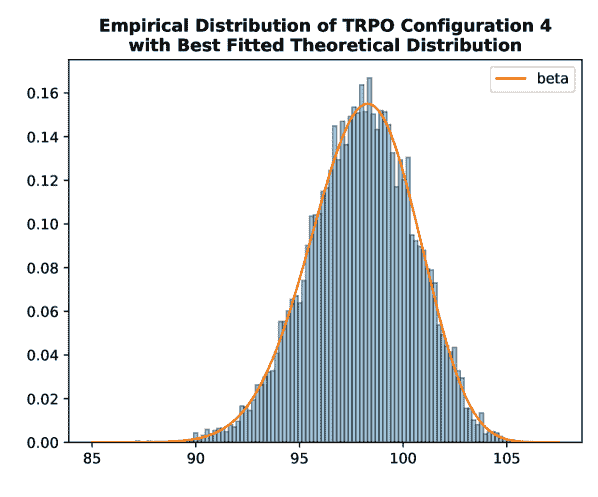 Empirical Distribution of TRPO Configuration 4
with Best Fitted Theoretical Distribution
beta
0.16
0.14
0.12
0.10
0.08
0.06
0.04
0.02
0.00
85 90 95 100 105